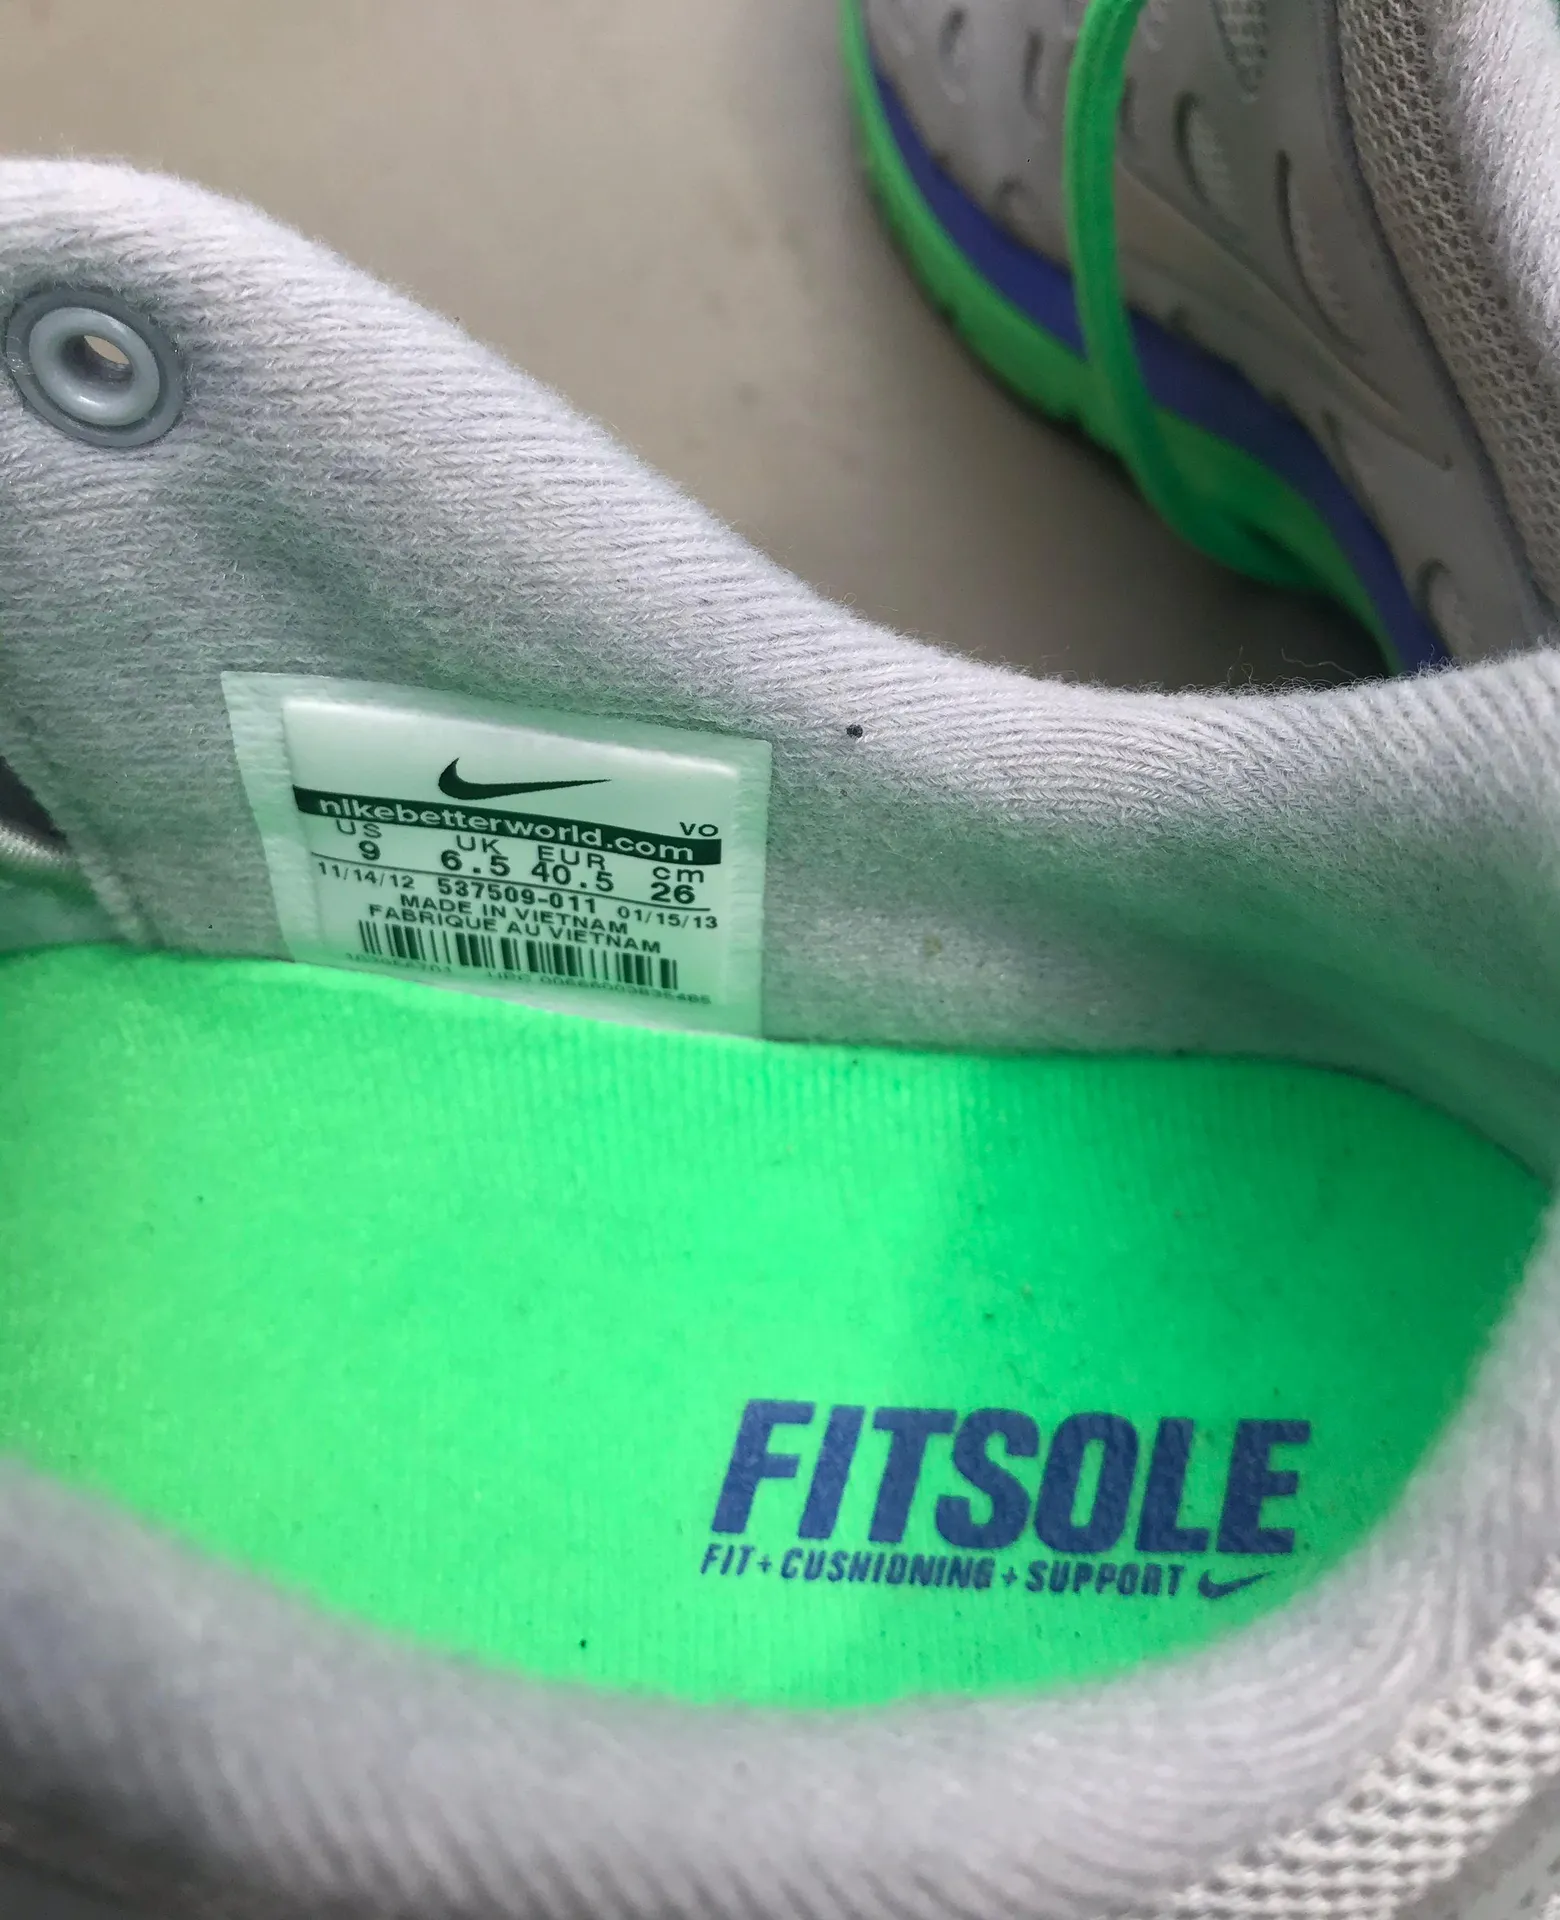 nikebetterworld.com VO
US UK EUR cm
9 6.5 40.5 26
11/14/12 537509-011 01/15/13
MADE IN VIETNAM
FABRIQUE AU VIETNAM
UPC
FITSOLE
FIT + CUSHIONING + SUPPORT